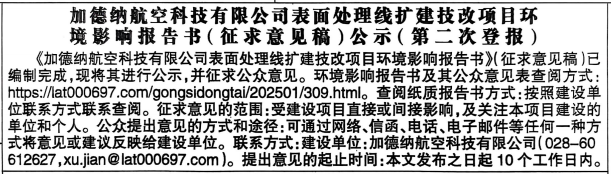 加德纳航空科技有限公司表面处理线扩建技改项目环
境影响报告书(征求意见稿)公示(第二次登报)
《加德纳航空科技有限公司表面处理线扩建技改项目环境影响报告书》(征求意见稿)已
编制完成,现将其进行公示,并征求公众意见。环境影响报告书及其公众意见表查阅方式:
https://lat000697.com/gongsidongtai/202501/309.html。查阅纸质报告书方式:按照建设单
位联系方式联系查阅。征求意见的范围:受建设项目直接或间接影响,及关注本项目建设的
单位和个人。公众提出意见的方式和途径:可通过网络、信函、电话、电子邮件等任何一种方
式将意见或建议反映给建设单位。联系方式:建设单位:加德纳航空科技有限公司(028-60
612627,xu.jian@lat000697.com)。提出意见的起止时间:本文发布之日起10个工作日内。